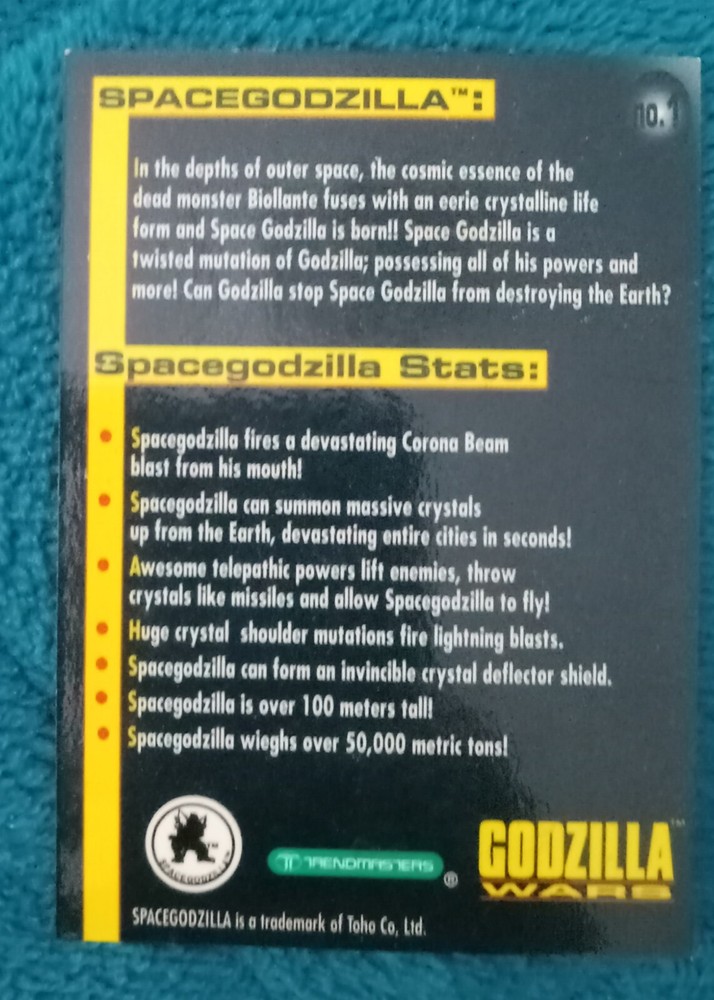 SPACEGODZILLA™:
no.1
In the depths of outer space, the cosmic essence of the
dead monster Biollante fuses with an eerie crystalline life
form and Space Godzilla is born!! Space Godzilla is a
twisted mutation of Godzilla; possessing all of his powers and
more! Can Godzilla stop Space Godzilla from destroying the Earth?
Spacegodzilla Stats:
• Spacegodzilla fires a devastating Corona Beam
blast from his mouth!
• Spacegodzilla can summon massive crystals
up from the Earth, devastating entire cities in seconds!
• Awesome telepathic powers lift enemies, throw
crystals like missiles and allow Spacegodzilla to fly!
• Huge crystal shoulder mutations fire lightning blasts.
• Spacegodzilla can form an invincible crystal deflector shield.
• Spacegodzilla is over 100 meters tall!
• Spacegodzilla wieghs over 50,000 metric tons!
SPACEGODZILLA™
TRENDMASTERS®
GODZILLA™
WARS
SPACEGODZILLA is a trademark of Toho Co, Ltd.